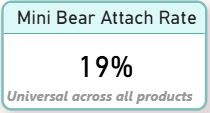 Mini Bear Attach Rate
19%
Universal across all products